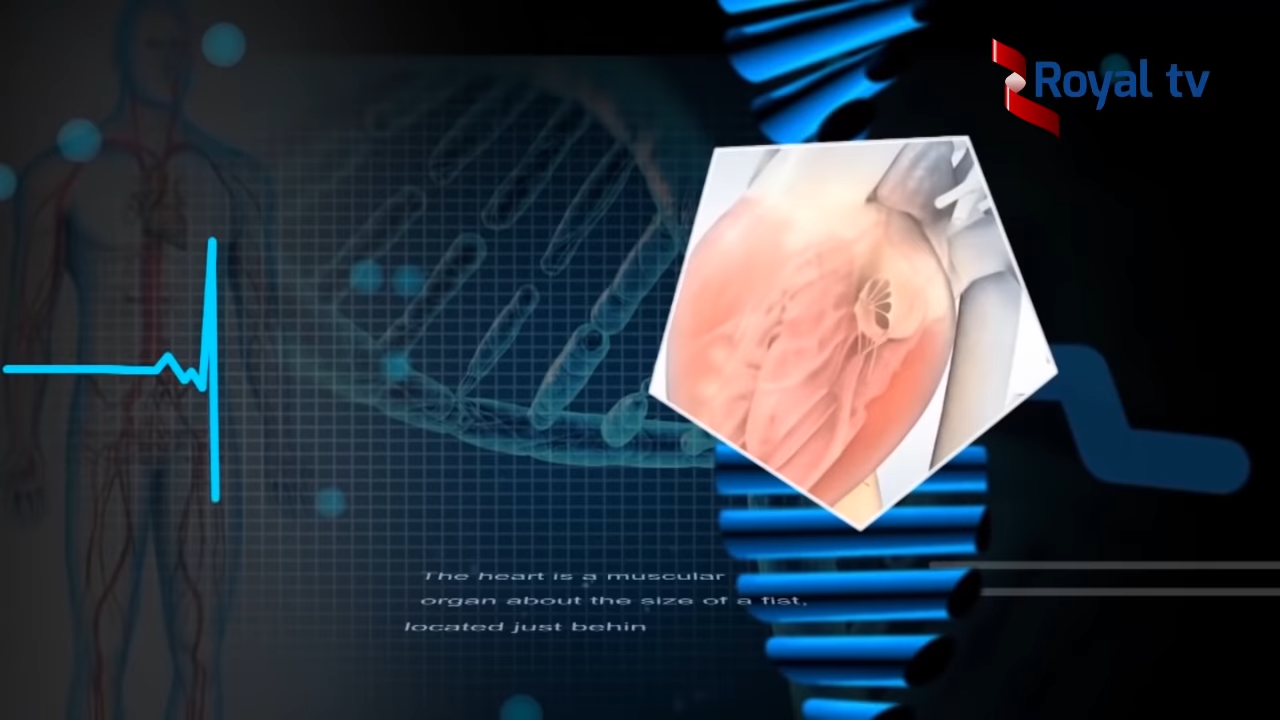 Royal tv
The heart is a muscular
organ about the size of a fist,
located just behin